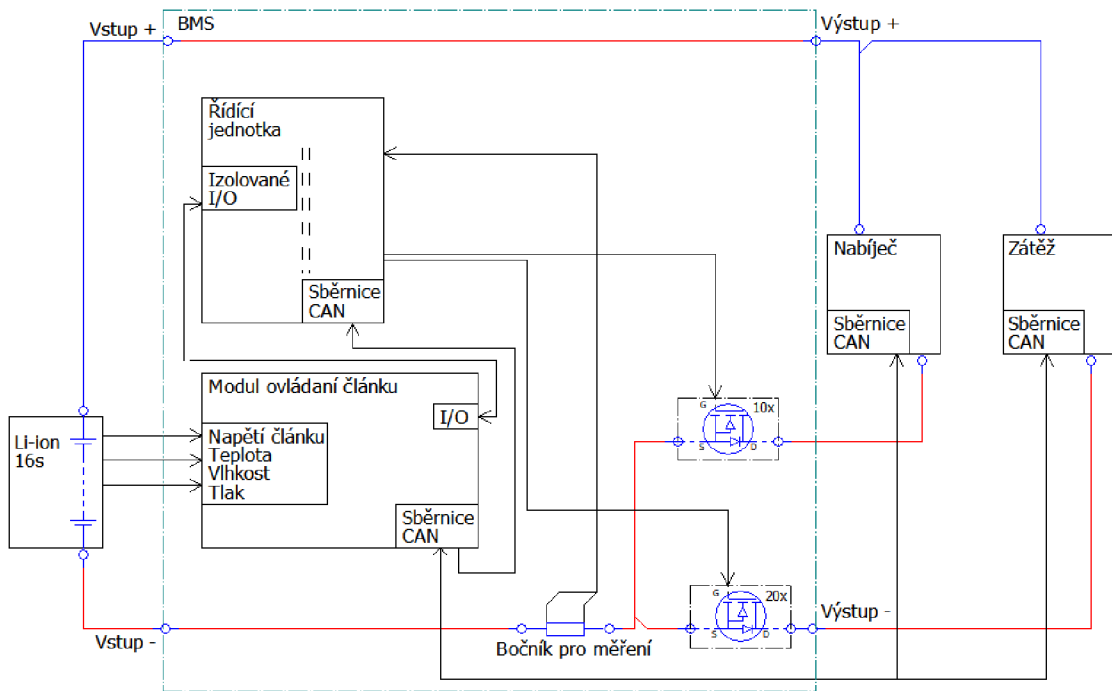 Vstup +
BMS
Výstup +
Řídící
jednotka
Izolované
I/O
Sběrnice
CAN
Nabíječ
Sběrnice
CAN
Zátěž
Sběrnice
CAN
Modul ovládaní článku
I/O
Li-ion
16s
Napětí článku
Teplota
Vlhkost
Tlak
Sběrnice
CAN
G
10x
S
D
G
20x
S
D
Vstup -
Bočník pro měření
Výstup -